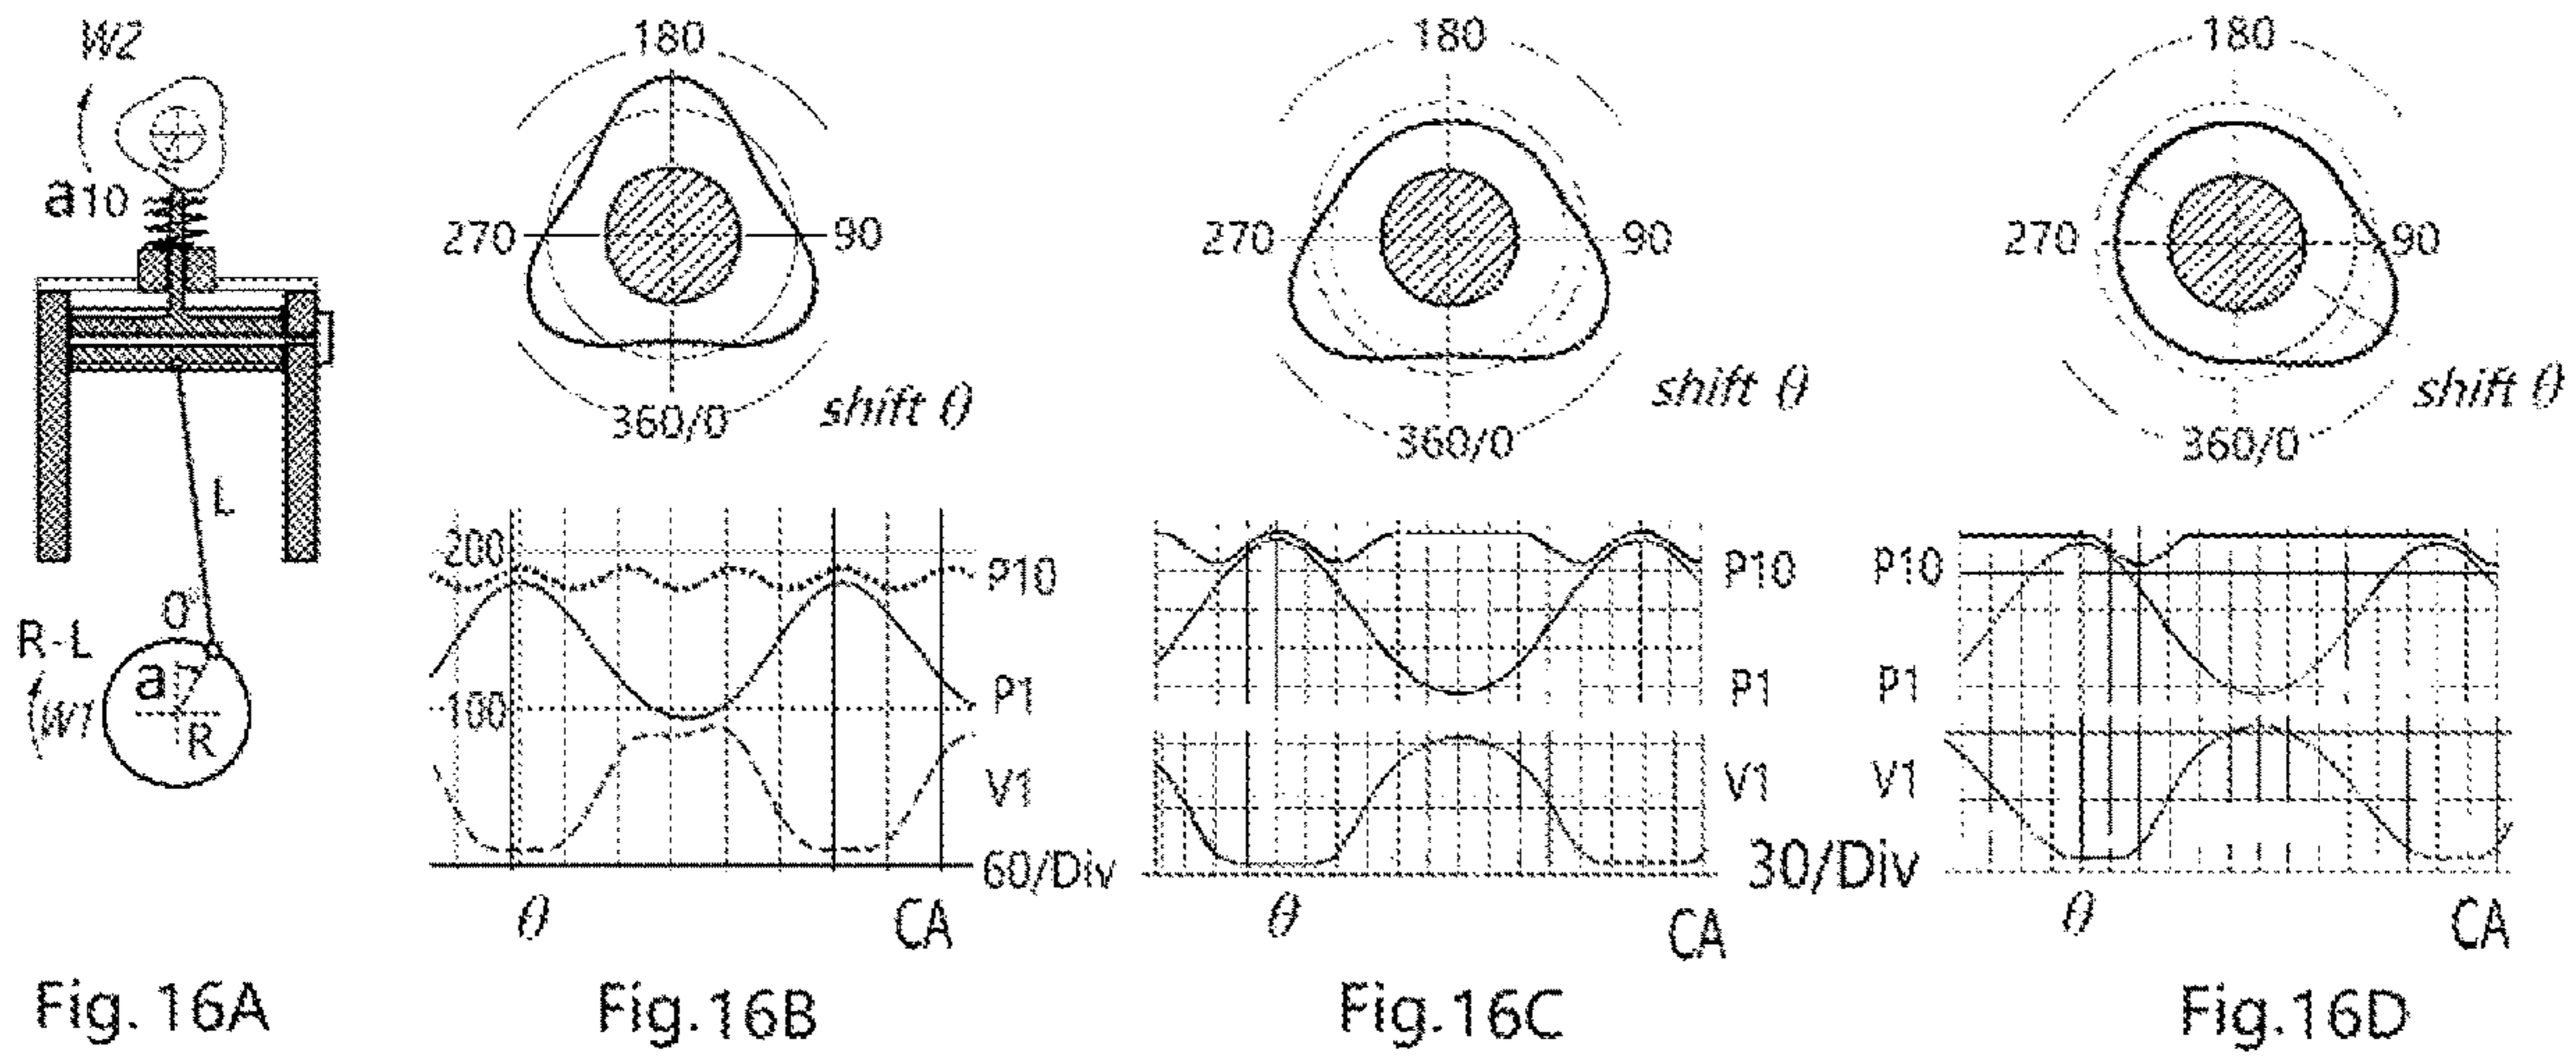 W2
a10
L
0
R-L
a
W1
R
Fig. 16A
180
270
90
360/0
shift θ
200
P10
100
P1
V1
60/Div
θ
CA
Fig.16B
180
270
90
360/0
shift θ
P10
P1
V1
30/Div
θ
CA
Fig.16C
180
270
90
360/0
shift θ
P10
P1
V1
θ
CA
Fig.16D